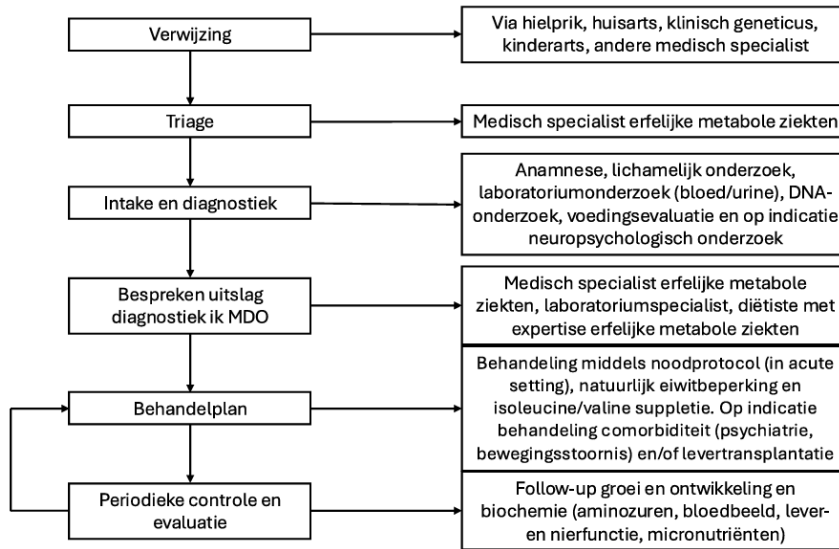 Verwijzing
Via hielprik, huisarts, klinisch geneticus,
kinderarts, andere medisch specialist
Triage
Medisch specialist erfelijke metabole ziekten
Intake en diagnostiek
Anamnese, lichamelijk onderzoek,
laboratoriumonderzoek (bloed/urine), DNA-
onderzoek, voedingsevaluatie en op indicatie
neuropsychologisch onderzoek
Bespreken uitslag
diagnostiek ik MDO
Medisch specialist erfelijke metabole
ziekten, laboratoriumspecialist, diëtiste met
expertise erfelijke metabole ziekten
Behandelplan
Behandeling middels noodprotocol (in acute
setting), natuurlijk eiwitbeperking en
isoleucine/valine suppletie. Op indicatie
behandeling comorbiditeit (psychiatrie,
bewegingsstoornis) en/of levertransplantatie
Periodieke controle en
evaluatie
Follow-up groei en ontwikkeling en
biochemie (aminozuren, bloedbeeld, lever-
en nierfunctie, micronutriënten)